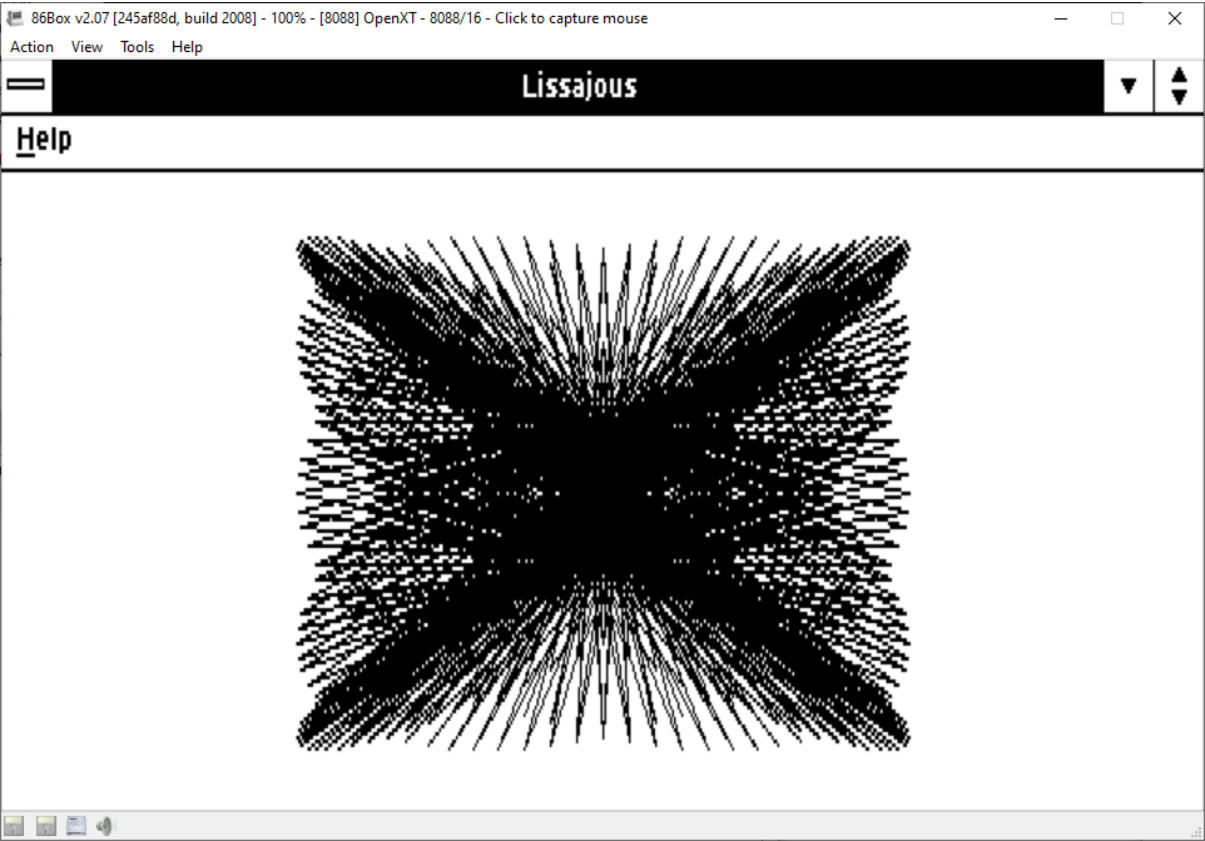 86Box v2.07 [245af88d, build 2008] - 100% - [8088] OpenXT - 8088/16 - Click to capture mouse
Action View Tools Help
Lissajous
Help